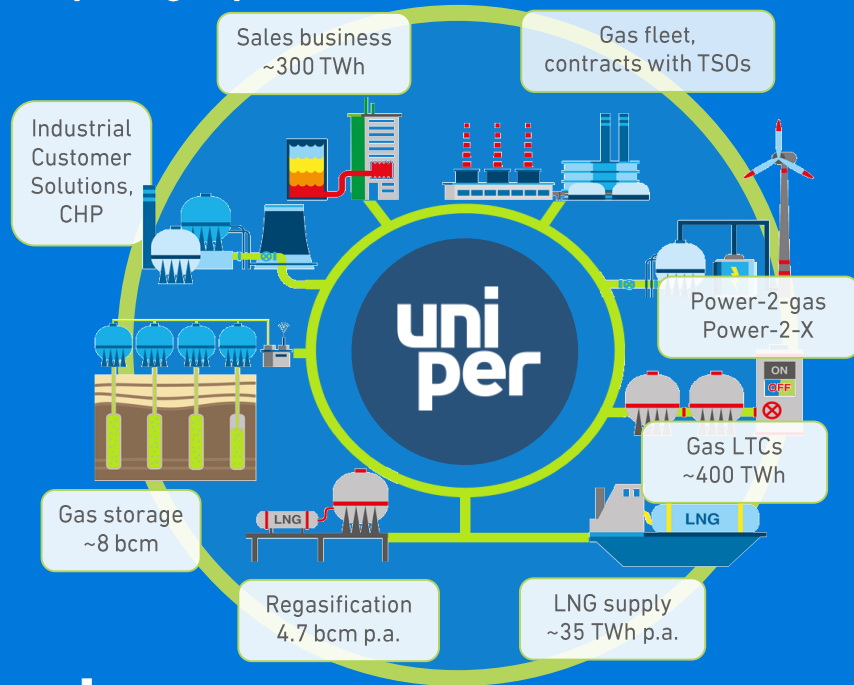 Sales business
~300 TWh
Gas fleet,
contracts with TSOs
Industrial
Customer
Solutions,
CHP
uni
per
Power-2-gas
Power-2-X
ON
OFF
Gas LTCs
~400 TWh
Gas storage
~8 bcm
LNG
LNG
Regasification
4.7 bcm p.a.
LNG supply
~35 TWh p.a.